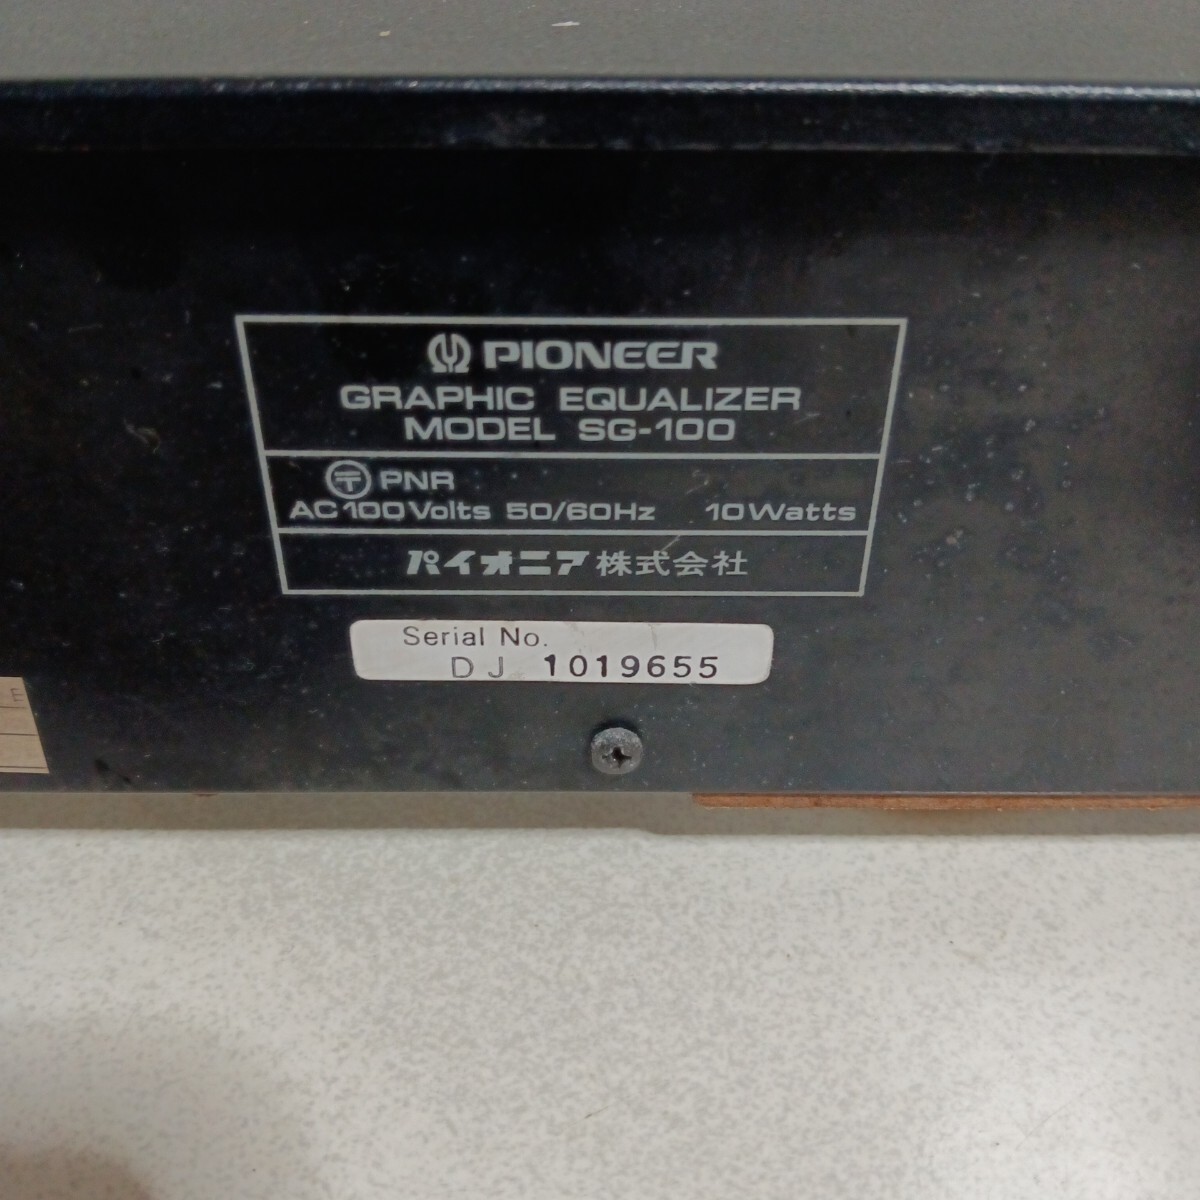 PIONEER
GRAPHIC EQUALIZER
MODEL SG-100
〒 PNR
AC100Volts 50/60Hz 10Watts
パイオニア株式会社
Serial No.
DJ 1019655
E